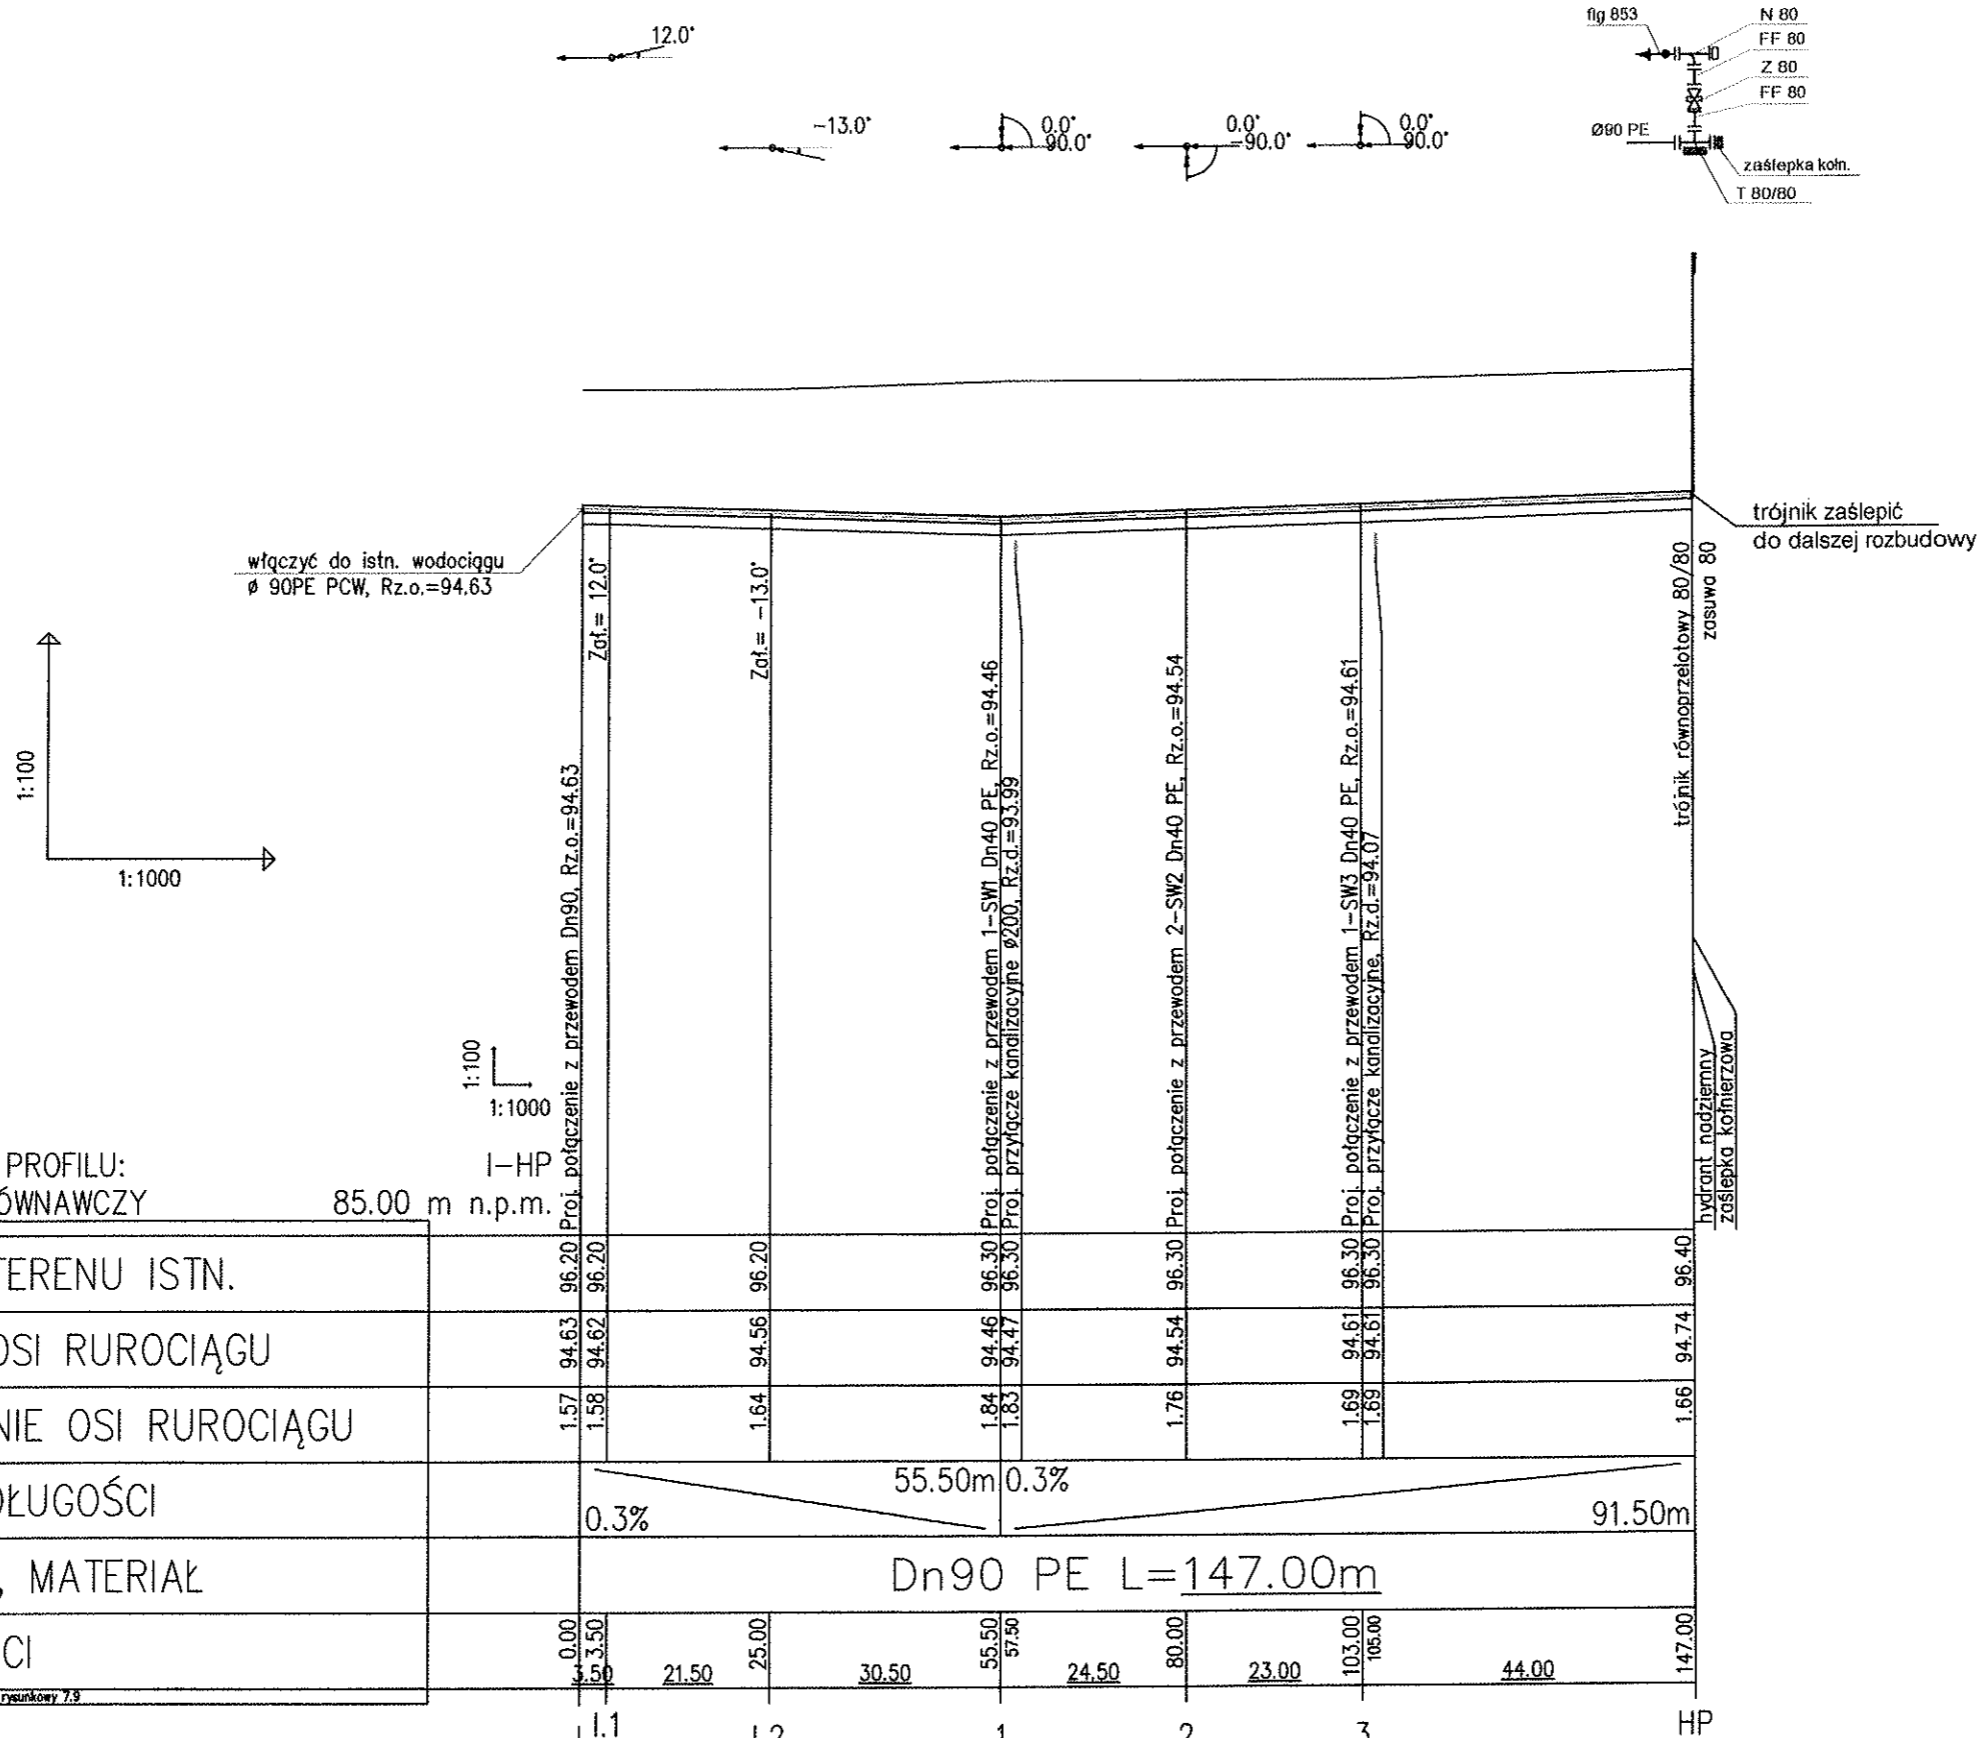 12.0°
-13.0°
0.0°
90.0°
0.0°
-90.0°
0.0°
90.0°
flg 853
N 80
FF 80
Z 80
FF 80
Ø90 PE
zaślepka kołn.
T 80/80
włączyć do istn. wodociągu
ø 90PE PCW, Rz.o.=94.63
trójnik zaślepić
do dalszej rozbudowy
1:100
1:1000
1:100
1:1000
Proj. połączenie z przewodem Dn90, Rz.o.=94.63
Zał.= 12.0°
Zał.= -13.0°
Proj. połączenie z przewodem 1-SW1 Dn40 PE, Rz.o.=94.46
Proj. przyłącze kanalizacyjne ø200, Rz.d.=93.99
Proj. połączenie z przewodem 2-SW2 Dn40 PE, Rz.o.=94.54
Proj. połączenie z przewodem 1-SW3 Dn40 PE, Rz.o.=94.61
Proj. przyłącze kanalizacyjne, Rz.d.=94.07
trójnik równoprzelotowy 80/80
zasuwa 80
hydrant nadziemny
zaślepka kołnierzowa
PROFILU: I-HP
ÓWNAWCZY 85.00 m n.p.m.
TERENU ISTN. 96.20 96.20 96.20 96.30 96.30 96.30 96.30 96.30 96.40
OSI RUROCIĄGU 94.63 94.62 94.56 94.46 94.47 94.54 94.61 94.61 94.74
NIE OSI RUROCIĄGU 1.57 1.58 1.64 1.84 1.83 1.76 1.69 1.69 1.66
DŁUGOŚCI 0.3% 55.50m 0.3% 91.50m
, MATERIAŁ Dn90 PE L=147.00m
CI 0.00 3.50 25.00 55.50 57.50 80.00 103.00 105.00 147.00
3.50 21.50 30.50 24.50 23.00 44.00
rysunkowy 7.9
I I.1 I.2 1 2 3 HP